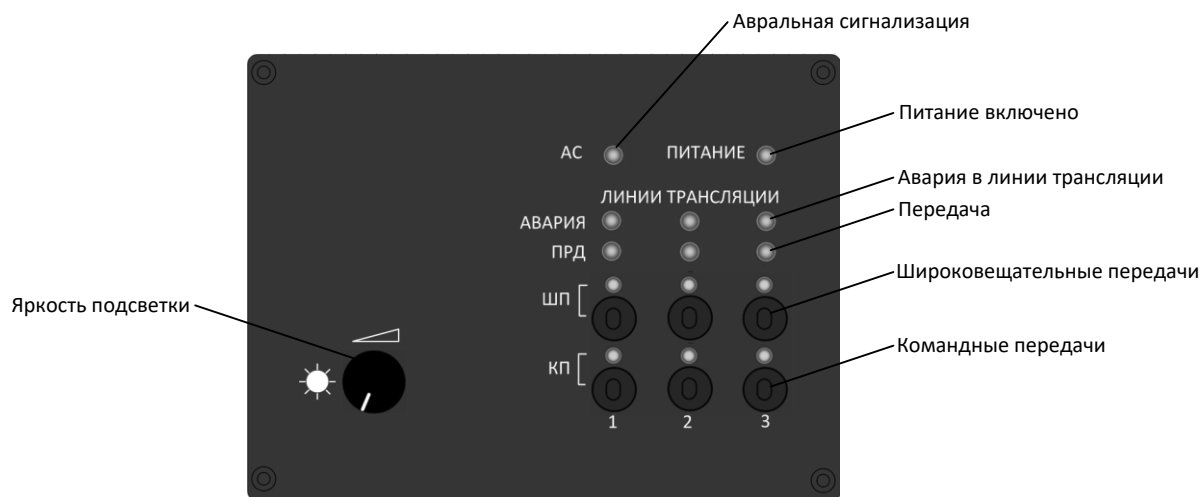 Авральная сигнализация
Питание включено
АС
ПИТАНИЕ
Авария в линии трансляции
ЛИНИИ ТРАНСЛЯЦИИ
Передача
АВАРИЯ
ПРД
Широковещательные передачи
ШП
Яркость подсветки
Командные передачи
КП
1 2 3